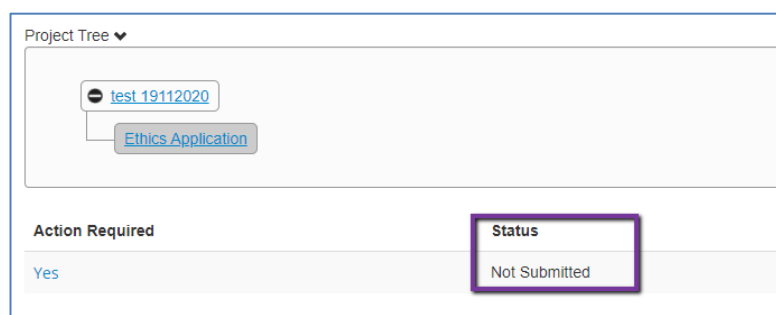 Project Tree
test 19112020
Ethics Application
Action Required Status
Yes Not Submitted